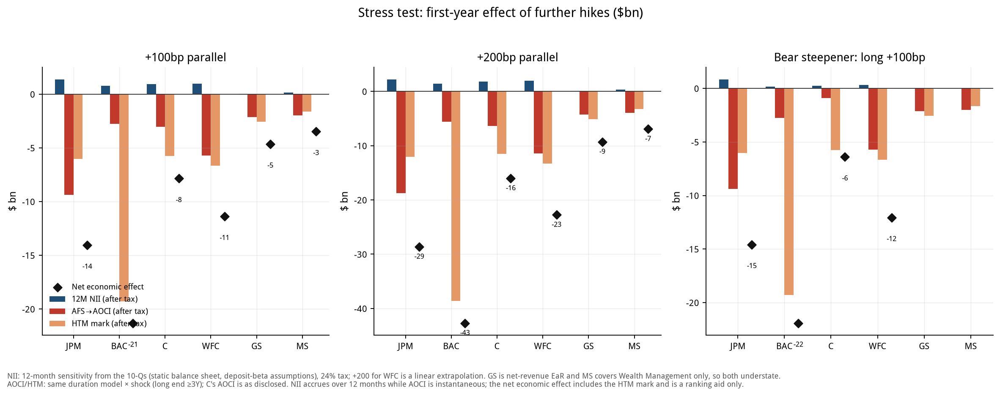 Stress test: first-year effect of further hikes ($bn)
+100bp parallel
$ bn
0
-5
-10
-15
-20
-14
-21
-8
-11
-5
-3
Net economic effect
12M NII (after tax)
AFS→AOCI (after tax)
HTM mark (after tax)
JPM
BAC
C
WFC
GS
MS
+200bp parallel
$ bn
0
-10
-20
-30
-40
-29
-43
-16
-23
-9
-7
JPM
BAC
C
WFC
GS
MS
Bear steepener: long +100bp
$ bn
0
-5
-10
-15
-20
-15
-22
-6
-12
JPM
BAC
C
WFC
GS
MS
NII: 12-month sensitivity from the 10-Qs (static balance sheet, deposit-beta assumptions), 24% tax; +200 for WFC is a linear extrapolation. GS is net-revenue EaR and MS covers Wealth Management only, so both understate.
AOCI/HTM: same duration model × shock (long end ≥3Y); C's AOCI is as disclosed. NII accrues over 12 months while AOCI is instantaneous; the net economic effect includes the HTM mark and is a ranking aid only.